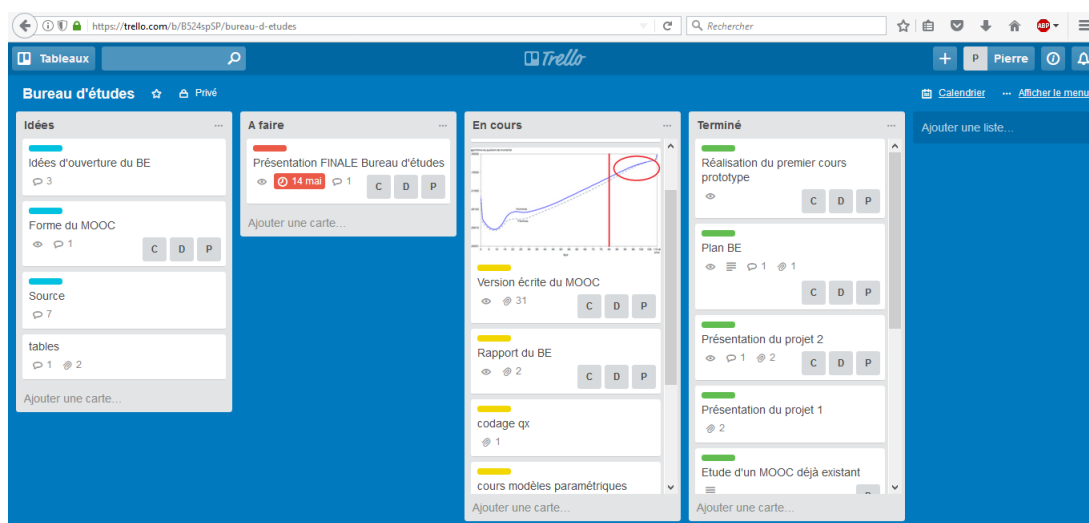 https://trello.com/b/B524spSP/bureau-d-etudes
Rechercher
ABP
Tableaux
Trello
P Pierre
Bureau d'études
Privé
Calendrier
... Afficher le menu
Idées
...
Idées d'ouverture du BE
3
Forme du MOOC
1
C D P
Source
7
tables
1 2
Ajouter une carte...
A faire
...
Présentation FINALE Bureau d'études
14 mai 1
C D P
Ajouter une carte...
En cours
...
Version écrite du MOOC
31
C D P
Rapport du BE
2
C D P
codage qx
1
cours modèles paramétriques
Ajouter une carte...
Terminé
...
Réalisation du premier cours
prototype
C D P
Plan BE
1 1
C D P
Présentation du projet 2
1 2
C D P
Présentation du projet 1
2
Etude d'un MOOC déjà existant
Ajouter une carte...
Ajouter une liste...